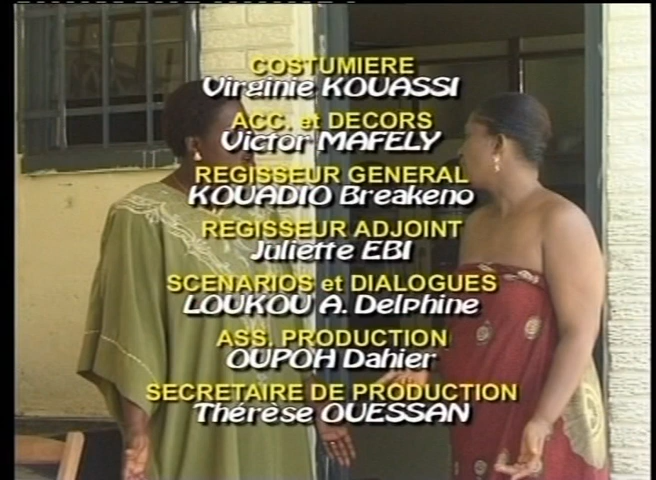 COSTUMIERE
Virginie KOUASSI
ACC. et DECORS
Victor MAFELY
REGISSEUR GENERAL
KOUADIO Breakeno
REGISSEUR ADJOINT
Juliette EBI
SCENARIOS et DIALOGUES
LOUKOU A. Delphine
ASS. PRODUCTION
OUPOH Dahier
SECRETAIRE DE PRODUCTION
Thérèse OUESSAN